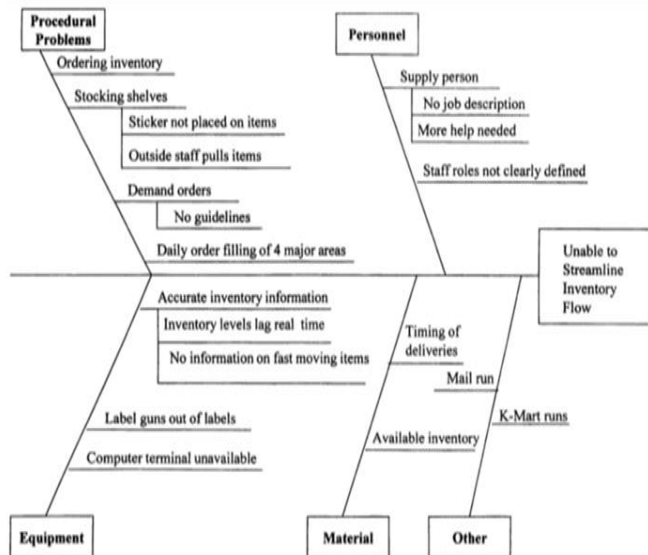 Procedural
Problems
Personnel
Ordering inventory
Supply person
Stocking shelves
No job description
Sticker not placed on items
More help needed
Outside staff pulls items
Staff roles not clearly defined
Demand orders
No guidelines
Daily order filling of 4 major areas
Unable to
Streamline
Inventory
Flow
Accurate inventory information
Inventory levels lag real time
No information on fast moving items
Timing of
deliveries
Mail run
Label guns out of labels
K-Mart runs
Available inventory
Computer terminal unavailable
Equipment
Material
Other